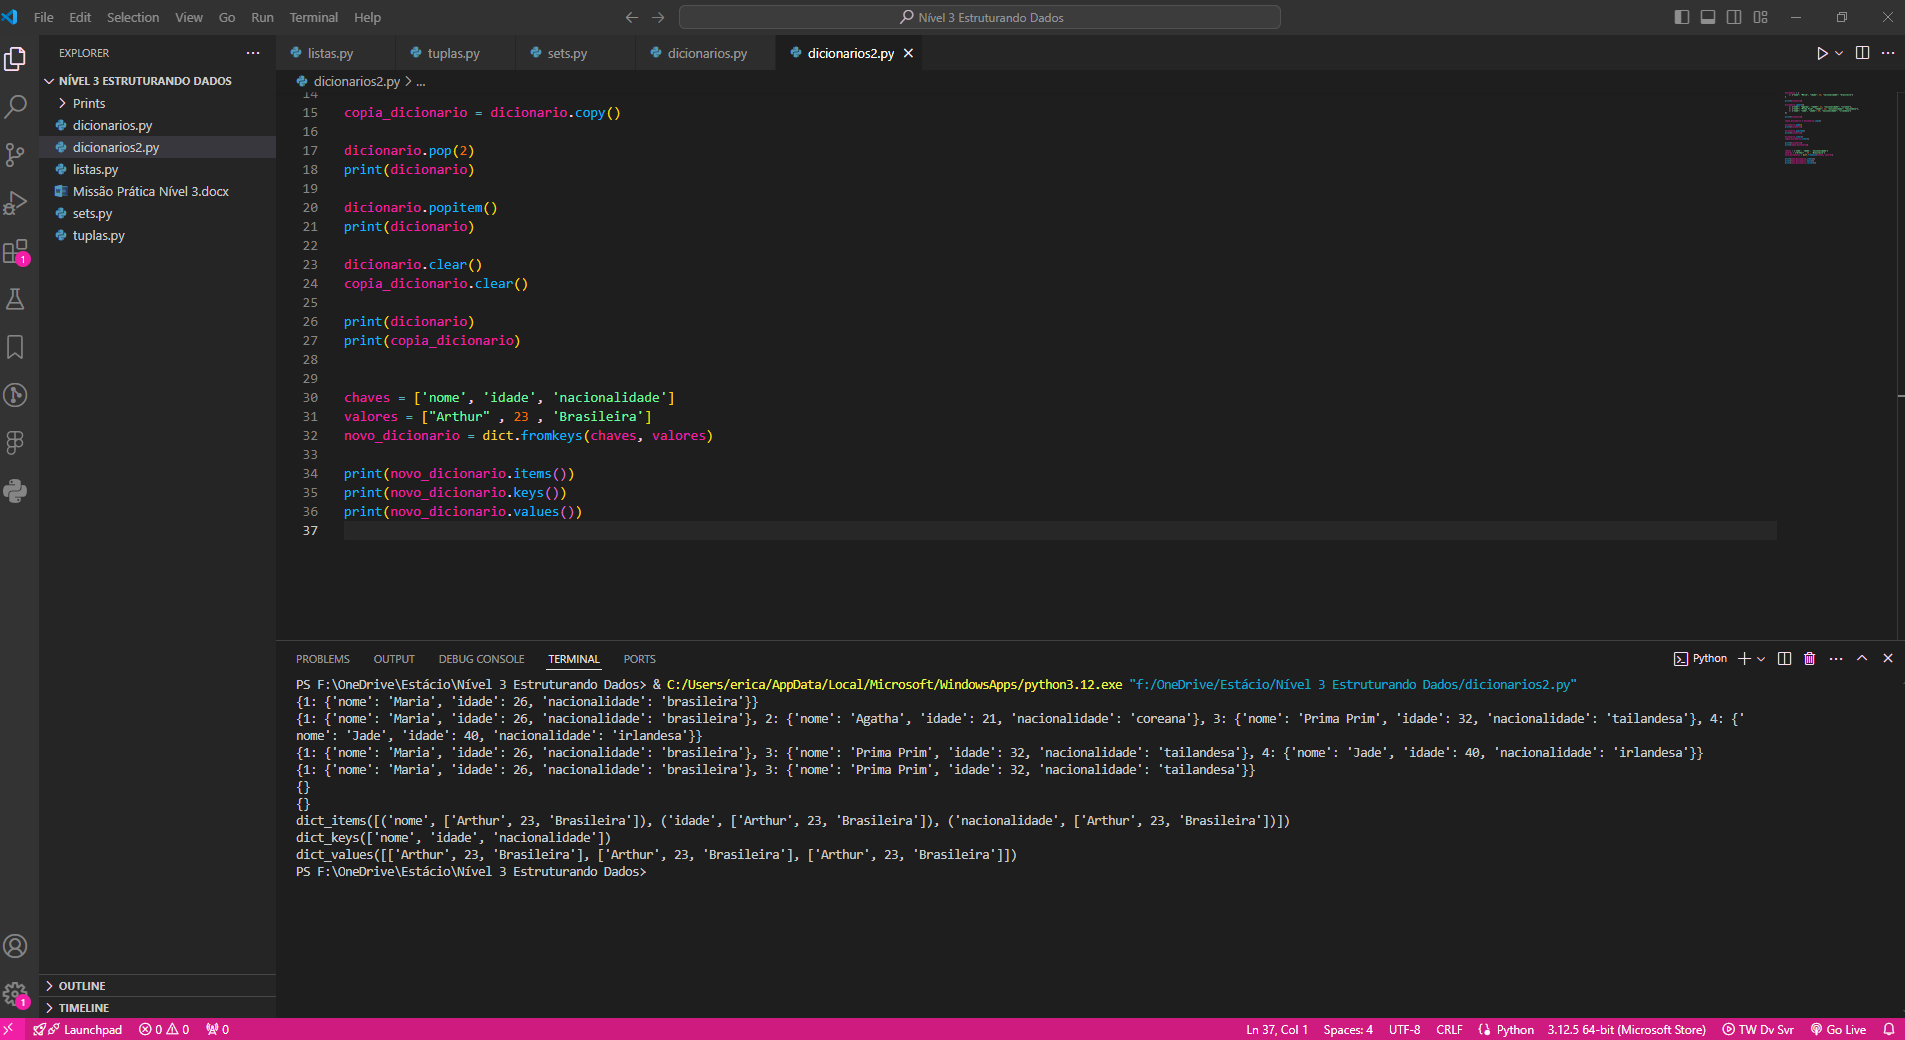 File Edit Selection View Go Run Terminal Help
Nível 3 Estruturando Dados
EXPLORER
NÍVEL 3 ESTRUTURANDO DADOS
Prints
dicionarios.py
dicionarios2.py
listas.py
Missão Prática Nível 3.docx
sets.py
tuplas.py
OUTLINE
TIMELINE
listas.py tuplas.py sets.py dicionarios.py dicionarios2.py
dicionarios2.py > ...
14
15 copia_dicionario = dicionario.copy()
16
17 dicionario.pop(2)
18 print(dicionario)
19
20 dicionario.popitem()
21 print(dicionario)
22
23 dicionario.clear()
24 copia_dicionario.clear()
25
26 print(dicionario)
27 print(copia_dicionario)
28
29
30 chaves = ['nome', 'idade', 'nacionalidade']
31 valores = ["Arthur" , 23 , 'Brasileira']
32 novo_dicionario = dict.fromkeys(chaves, valores)
33
34 print(novo_dicionario.items())
35 print(novo_dicionario.keys())
36 print(novo_dicionario.values())
37
PROBLEMS OUTPUT DEBUG CONSOLE TERMINAL PORTS
Python
PS F:\OneDrive\Estácio\Nível 3 Estruturando Dados> & C:/Users/erica/AppData/Local/Microsoft/WindowsApps/python3.12.exe "f:/OneDrive/Estácio/Nível 3 Estruturando Dados/dicionarios2.py"
{1: {'nome': 'Maria', 'idade': 26, 'nacionalidade': 'brasileira'}}
{1: {'nome': 'Maria', 'idade': 26, 'nacionalidade': 'brasileira'}, 2: {'nome': 'Agatha', 'idade': 21, 'nacionalidade': 'coreana'}, 3: {'nome': 'Prima Prim', 'idade': 32, 'nacionalidade': 'tailandesa'}, 4: {'
nome': 'Jade', 'idade': 40, 'nacionalidade': 'irlandesa'}}
{1: {'nome': 'Maria', 'idade': 26, 'nacionalidade': 'brasileira'}, 3: {'nome': 'Prima Prim', 'idade': 32, 'nacionalidade': 'tailandesa'}, 4: {'nome': 'Jade', 'idade': 40, 'nacionalidade': 'irlandesa'}}
{1: {'nome': 'Maria', 'idade': 26, 'nacionalidade': 'brasileira'}, 3: {'nome': 'Prima Prim', 'idade': 32, 'nacionalidade': 'tailandesa'}}
{}
{}
dict_items([('nome', ['Arthur', 23, 'Brasileira']), ('idade', ['Arthur', 23, 'Brasileira']), ('nacionalidade', ['Arthur', 23, 'Brasileira'])])
dict_keys(['nome', 'idade', 'nacionalidade'])
dict_values([['Arthur', 23, 'Brasileira'], ['Arthur', 23, 'Brasileira'], ['Arthur', 23, 'Brasileira']])
PS F:\OneDrive\Estácio\Nível 3 Estruturando Dados>
1
1
Launchpad 0 0 0 Ln 37, Col 1 Spaces: 4 UTF-8 CRLF Python 3.12.5 64-bit (Microsoft Store) TW Dv Svr Go Live